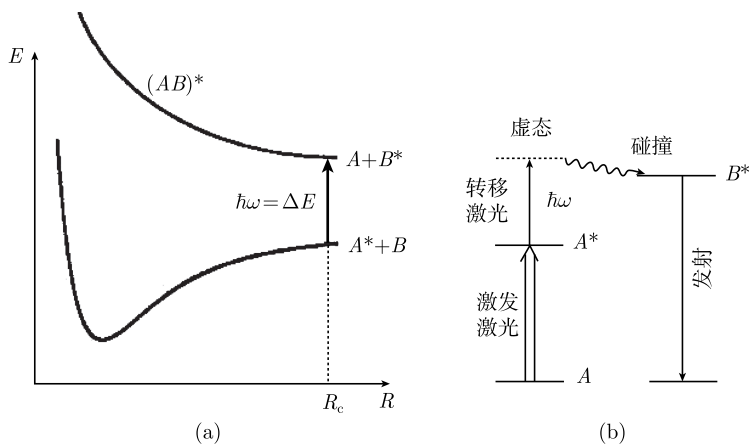 E
(AB)*
A+B*
ħω=ΔE
A*+B
R_c
R
(a)
虚态
碰撞
B*
转移
激光
ħω
A*
激发
激光
发射
A
(b)